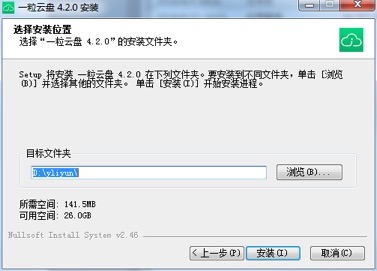 一粒云盘 4.2.0 安装
选择安装位置
选择“一粒云盘 4.2.0”的安装文件夹。
Setup 将安装 一粒云盘 4.2.0 在下列文件夹。要安装到不同文件夹，单击 [浏览
(B)] 并选择其他的文件夹。 单击 [安装(I)] 开始安装进程。
目标文件夹
D:\yliyun\
浏览(B)...
所需空间: 141.5MB
可用空间: 26.0GB
Nullsoft Install System v2.46
< 上一步(P)
安装(I)
取消(C)